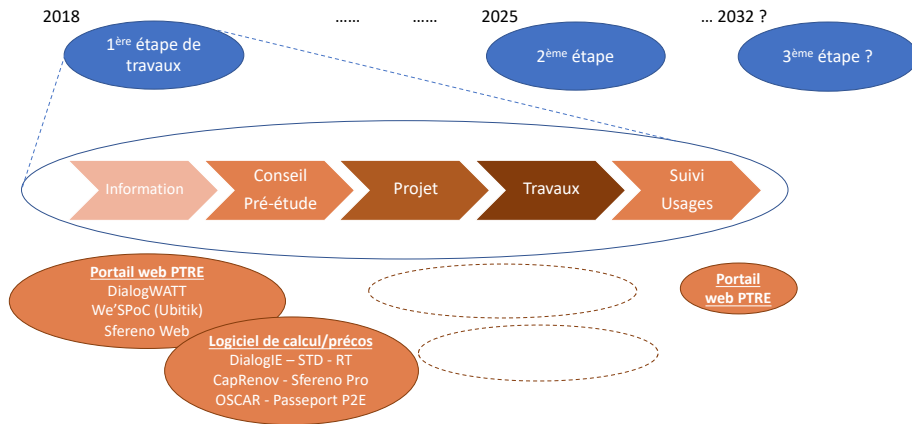 2018
……
……
2025
… 2032 ?
1ère étape de
travaux
2ème étape
3ème étape ?
Information
Conseil
Pré-étude
Projet
Travaux
Suivi
Usages
Portail web PTRE
DialogWATT
We'SPoC (Ubitik)
Sfereno Web
Logiciel de calcul/précos
DialogIE – STD - RT
CapRenov - Sfereno Pro
OSCAR - Passeport P2E
Portail
web PTRE